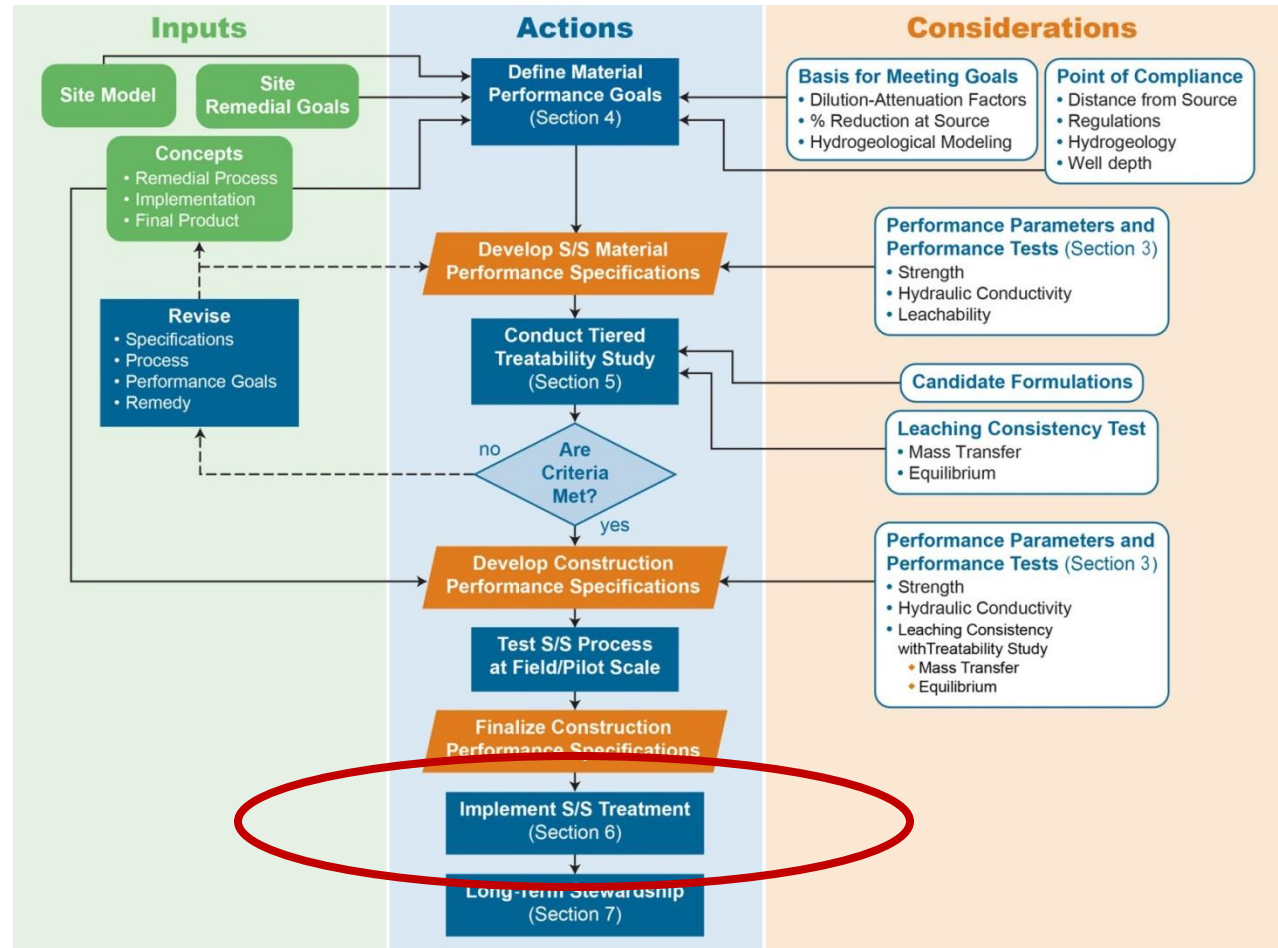 Inputs
Site Model
Site
Remedial Goals
Concepts
• Remedial Process
• Implementation
• Final Product
Revise
• Specifications
• Process
• Performance Goals
• Remedy
Actions
Define Material
Performance Goals
(Section 4)
Develop S/S Material
Performance Specifications
Conduct Tiered
Treatability Study
(Section 5)
no
Are
Criteria
Met?
yes
Develop Construction
Performance Specifications
Test S/S Process
at Field/Pilot Scale
Finalize Construction
Performance Specifications
Implement S/S Treatment
(Section 6)
Long-Term Stewardship
(Section 7)
Considerations
Basis for Meeting Goals
• Dilution-Attenuation Factors
• % Reduction at Source
• Hydrogeological Modeling
Point of Compliance
• Distance from Source
• Regulations
• Hydrogeology
• Well depth
Performance Parameters and
Performance Tests (Section 3)
• Strength
• Hydraulic Conductivity
• Leachability
Candidate Formulations
Leaching Consistency Test
• Mass Transfer
• Equilibrium
Performance Parameters and
Performance Tests (Section 3)
• Strength
• Hydraulic Conductivity
• Leaching Consistency
withTreatability Study
◆ Mass Transfer
◆ Equilibrium